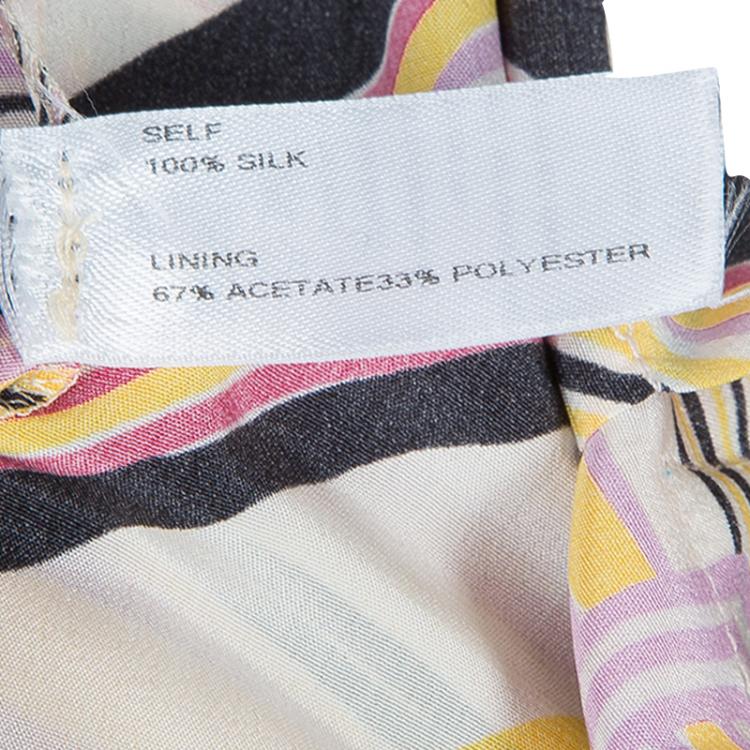 SELF
100% SILK
LINING
67% ACETATE33% POLYESTER